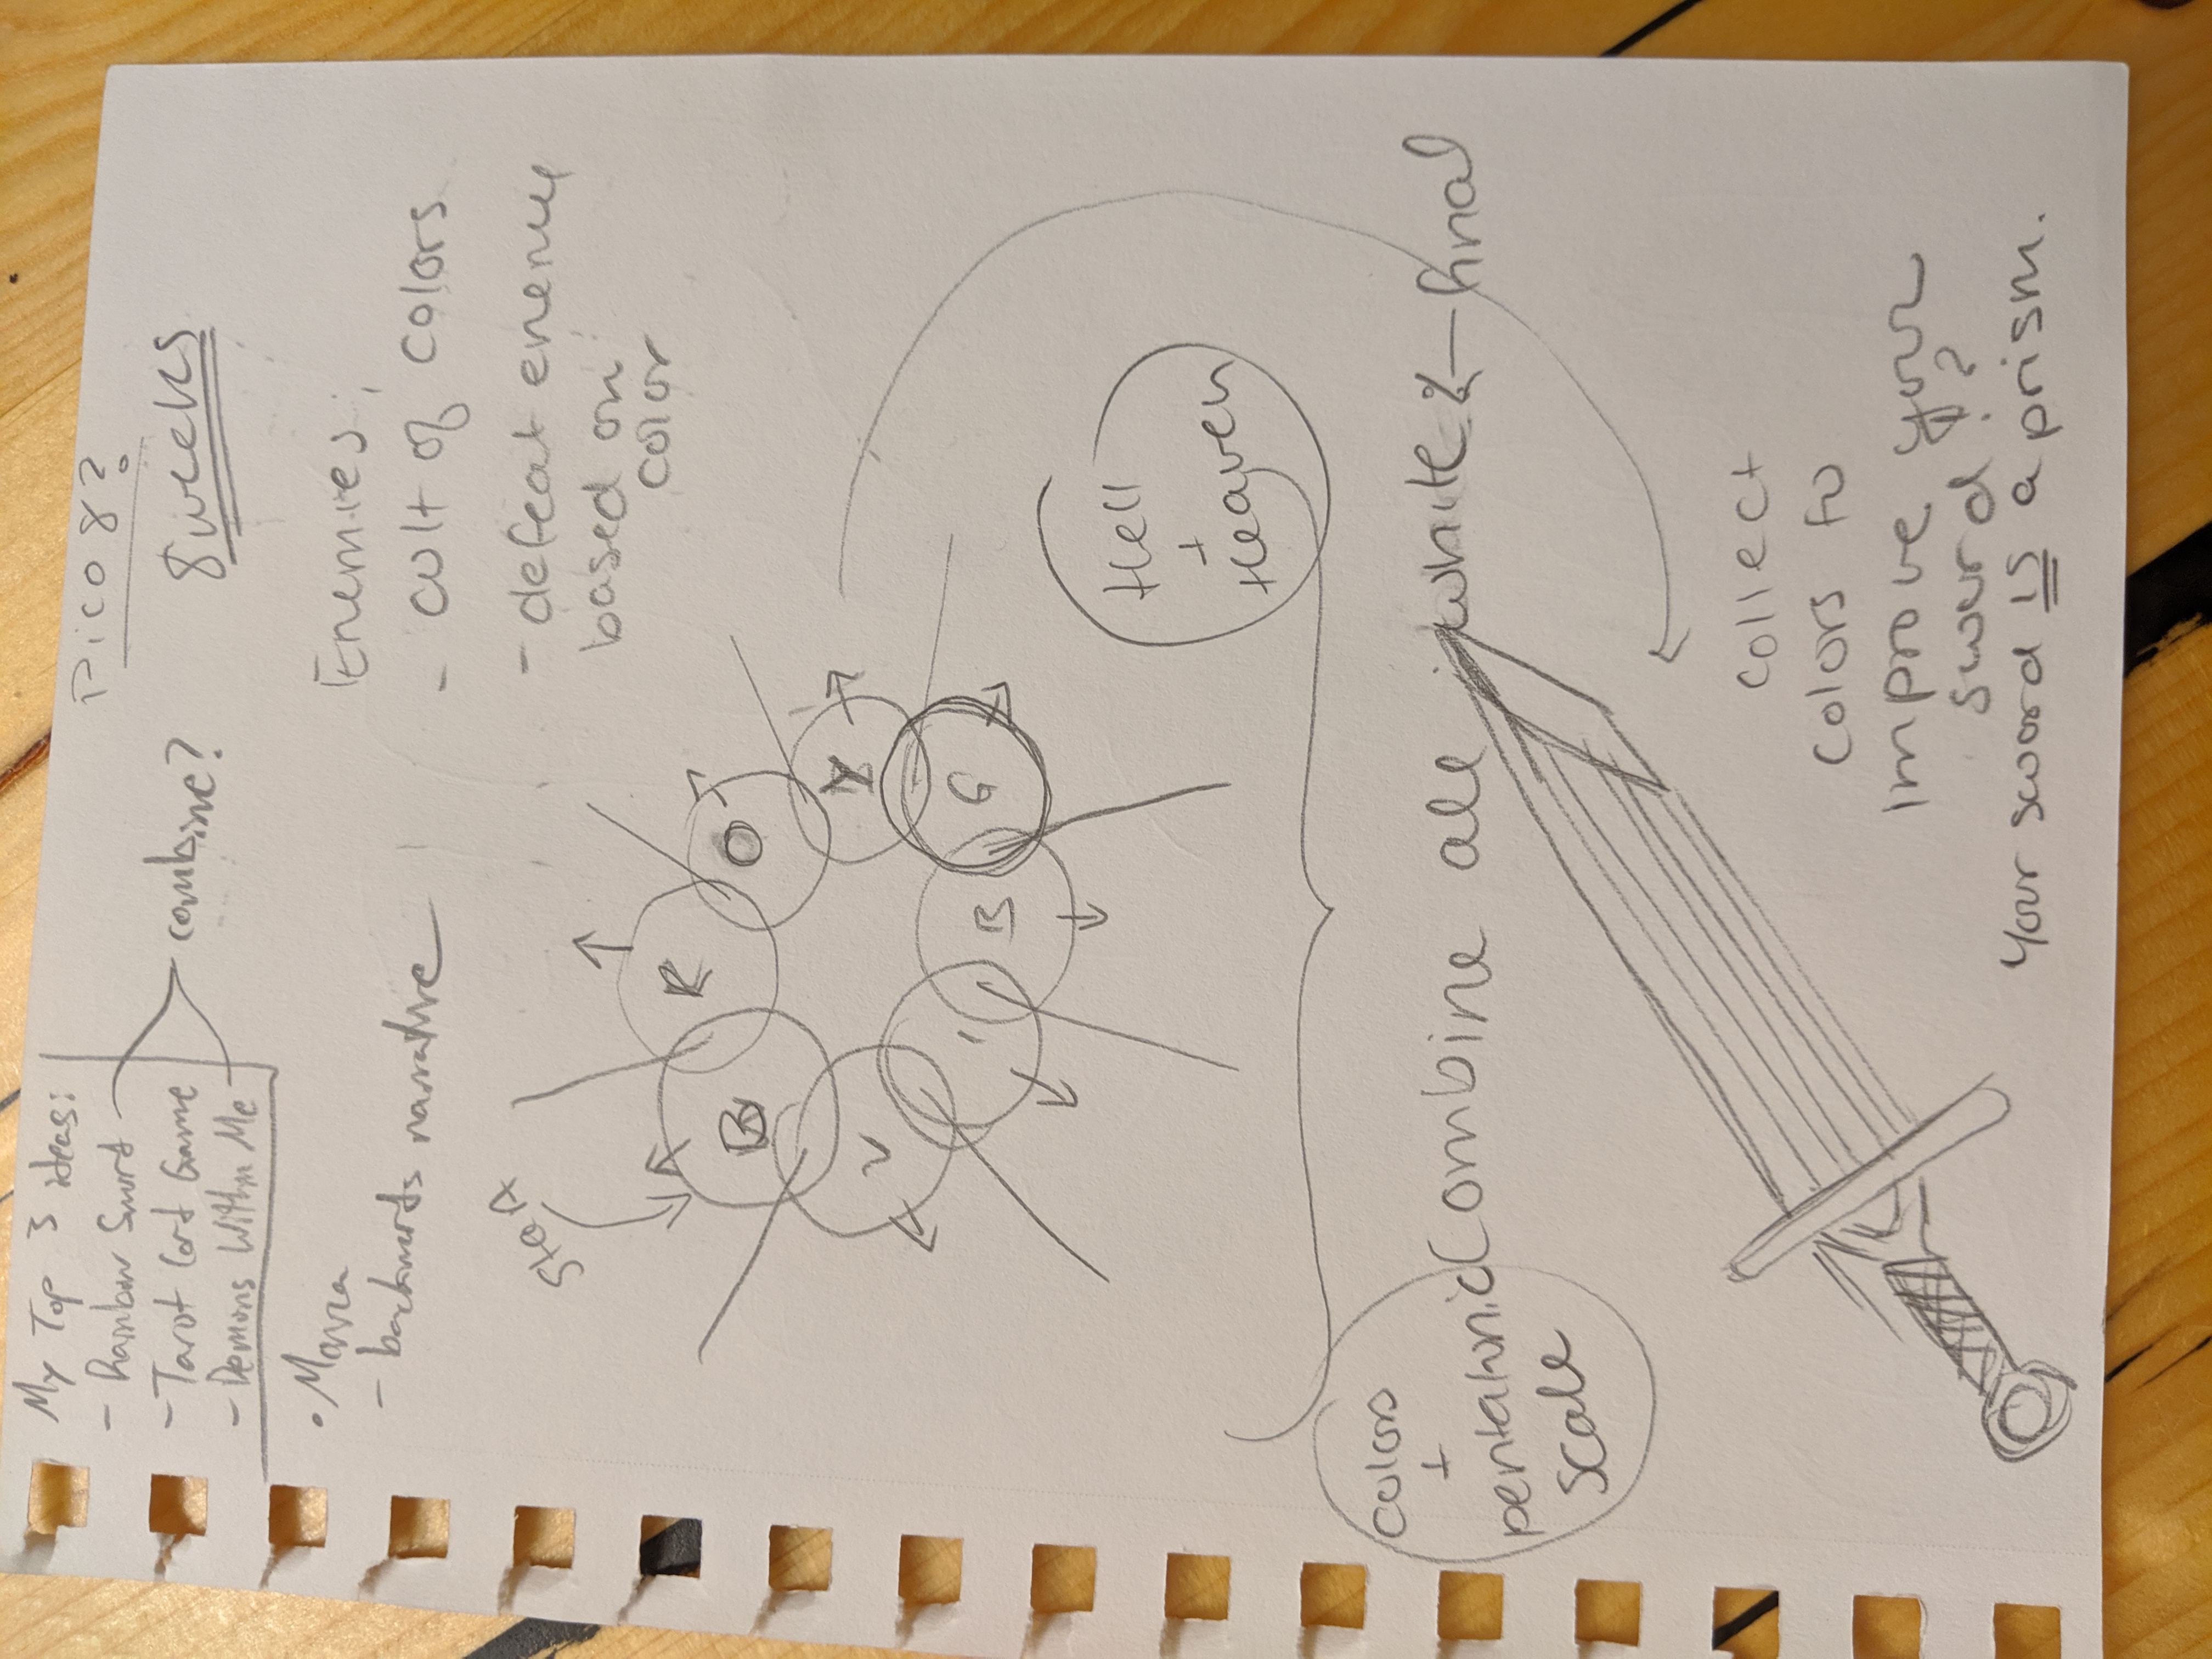 My Top 3 ideas:
- Rainbow Sword
- Tarot Card Game
- Demons Within Me
combine?
Pico 8?
8 weeks
- backwards narrative
Enemies:
- cult of colors
- defeat enemy
based on
color
Start
R
O
Y
G
B
I
V
Hell
+
Heaven
colors
+
pentatonic
scale
Combine all : white ← final
collect
colors to
improve your
sword!?
Your sword IS a prism.